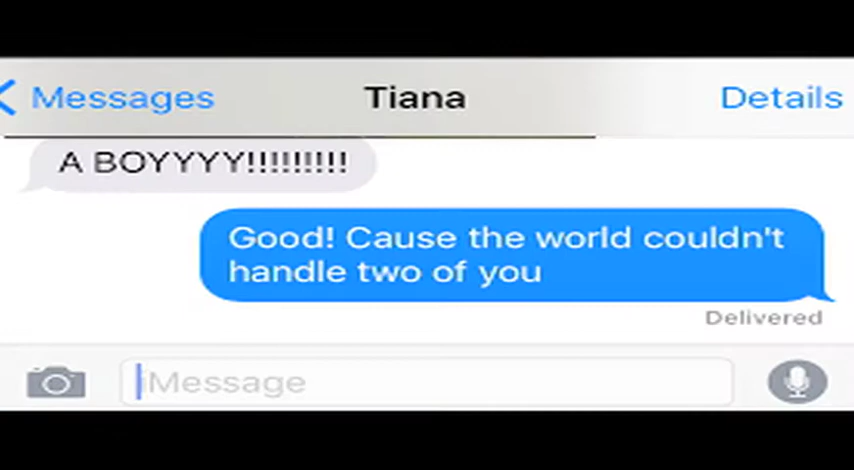 Messages Tiana Details
A BOYYYY!!!!!!!!!
Good! Cause the world couldn't
handle two of you
Delivered
iMessage